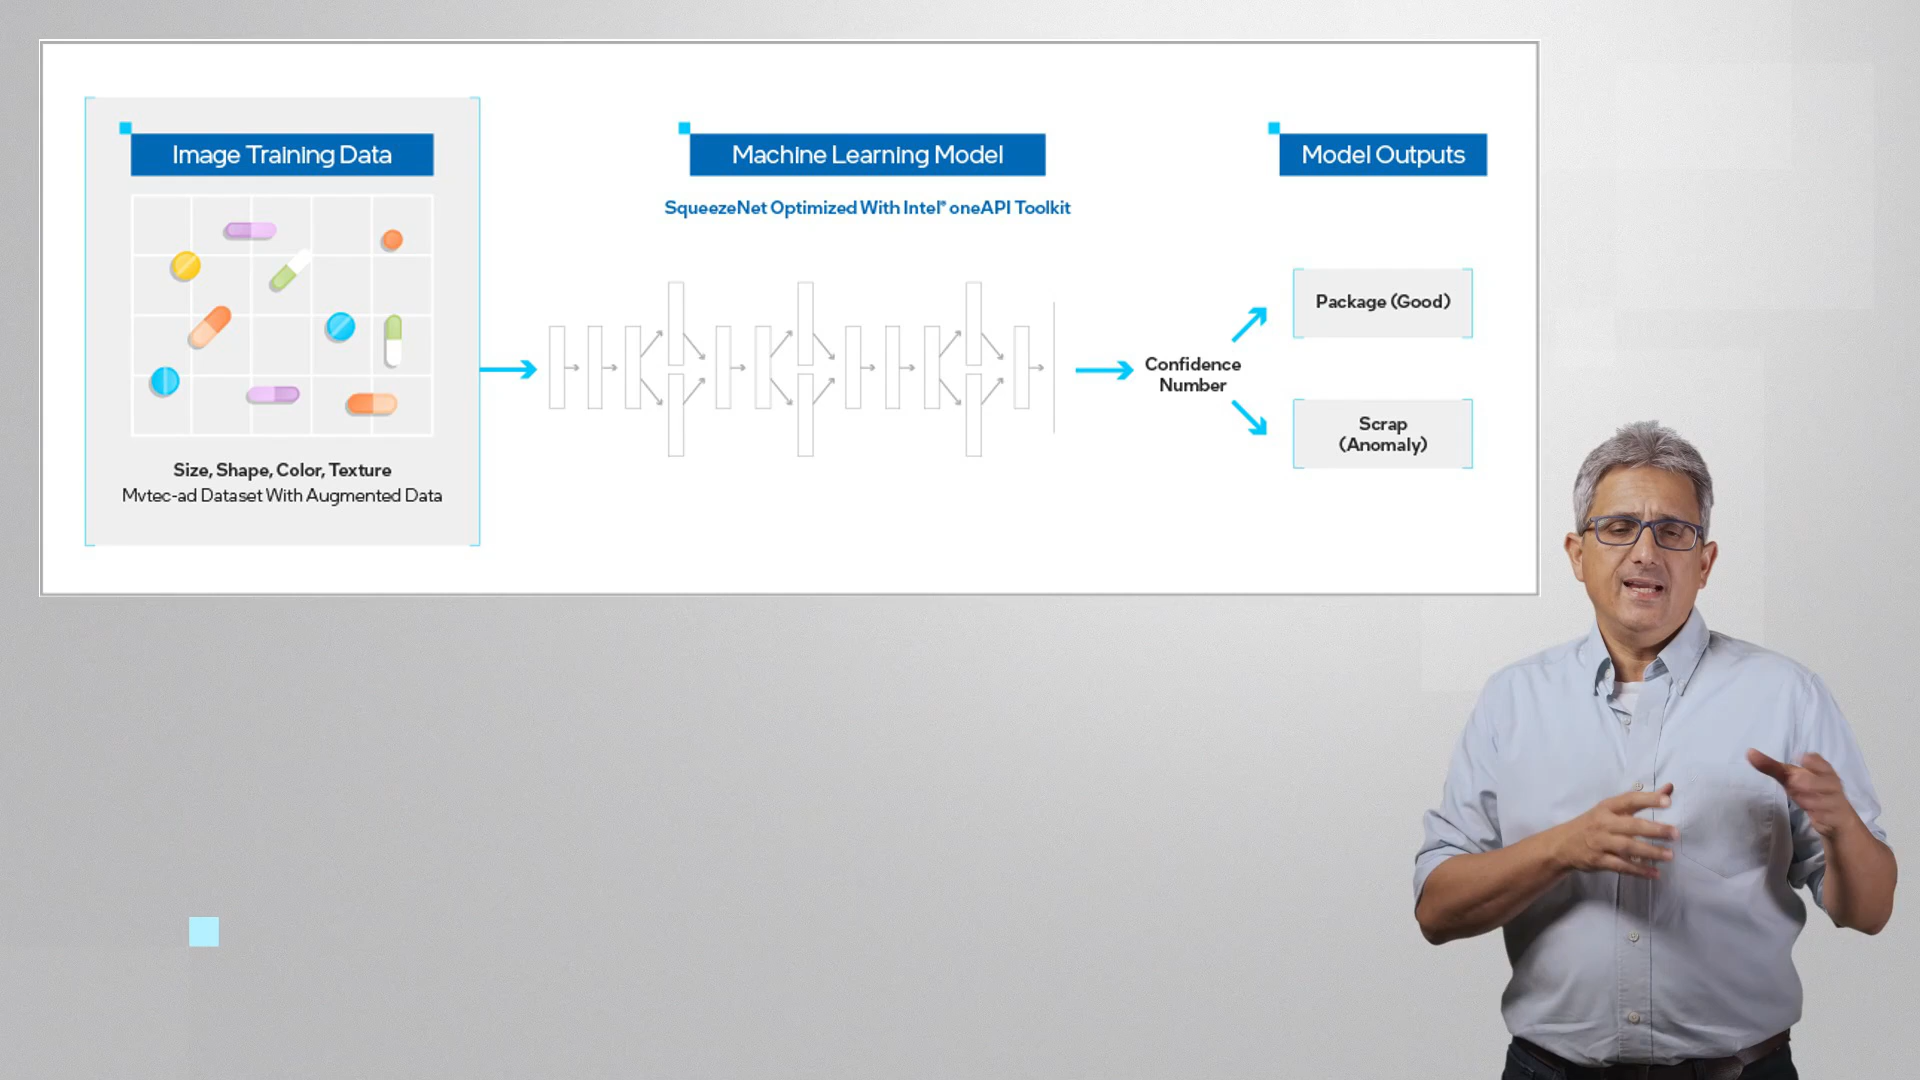 Image Training Data
Size, Shape, Color, Texture
Mvtec-ad Dataset With Augmented Data
Machine Learning Model
SqueezeNet Optimized With Intel® oneAPI Toolkit
Confidence
Number
Model Outputs
Package (Good)
Scrap
(Anomaly)